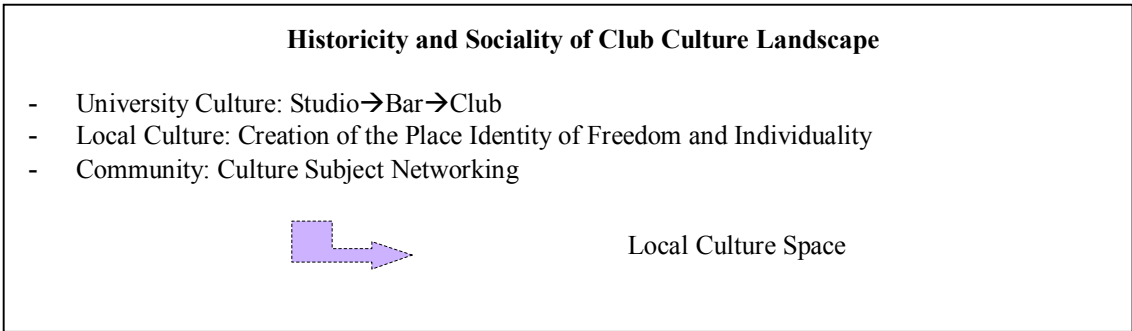 Historicity and Sociality of Club Culture Landscape
- University Culture: Studio→Bar→Club
- Local Culture: Creation of the Place Identity of Freedom and Individuality
- Community: Culture Subject Networking
Local Culture Space